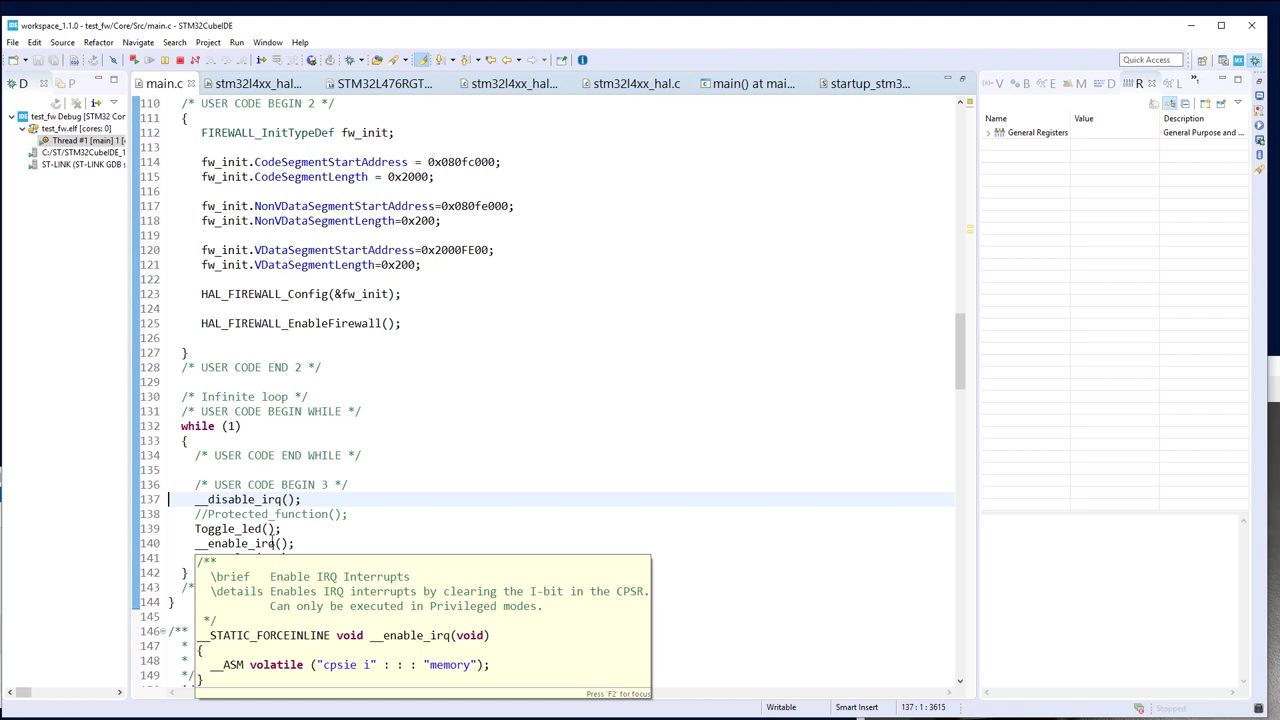 workspace_1.1.0 - test_fw/Core/Src/main.c - STM32CubeIDE
File Edit Source Refactor Navigate Search Project Run Window Help
Quick Access
D P main.c stm32l4xx_hal... STM32L476RGT... stm32l4xx_hal... stm32l4xx_hal.c main() at mai... startup_stm3... V B E M D R L
test_fw Debug [STM32 Cor
test_fw.elf [cores: 0]
Thread #1 [main] 1 [
C:/ST/STM32CubeIDE_1
ST-LINK (ST-LINK GDB s
110 /* USER CODE BEGIN 2 */
111 {
112 FIREWALL_InitTypeDef fw_init;
113
114 fw_init.CodeSegmentStartAddress = 0x080fc000;
115 fw_init.CodeSegmentLength = 0x2000;
116
117 fw_init.NonVDataSegmentStartAddress=0x080fe000;
118 fw_init.NonVDataSegmentLength=0x200;
119
120 fw_init.VDataSegmentStartAddress=0x2000FE00;
121 fw_init.VDataSegmentLength=0x200;
122
123 HAL_FIREWALL_Config(&fw_init);
124
125 HAL_FIREWALL_EnableFirewall();
126
127 }
128 /* USER CODE END 2 */
129
130 /* Infinite loop */
131 /* USER CODE BEGIN WHILE */
132 while (1)
133 {
134 /* USER CODE END WHILE */
135
136 /* USER CODE BEGIN 3 */
137 __disable_irq();
138 //Protected_function();
139 Toggle_led();
140 __enable_irq();
141
142 }
143 /*
144 }
145
146 /**
147 *
148 *
149 */
/**
\brief Enable IRQ Interrupts
\details Enables IRQ interrupts by clearing the I-bit in the CPSR.
Can only be executed in Privileged modes.
*/
__STATIC_FORCEINLINE void __enable_irq(void)
{
__ASM volatile ("cpsie i" : : : "memory");
}
Press 'F2' for focus
Name Value Description
General Registers General Purpose and ...
Writable Smart Insert 137 : 1 : 3615 Stopped